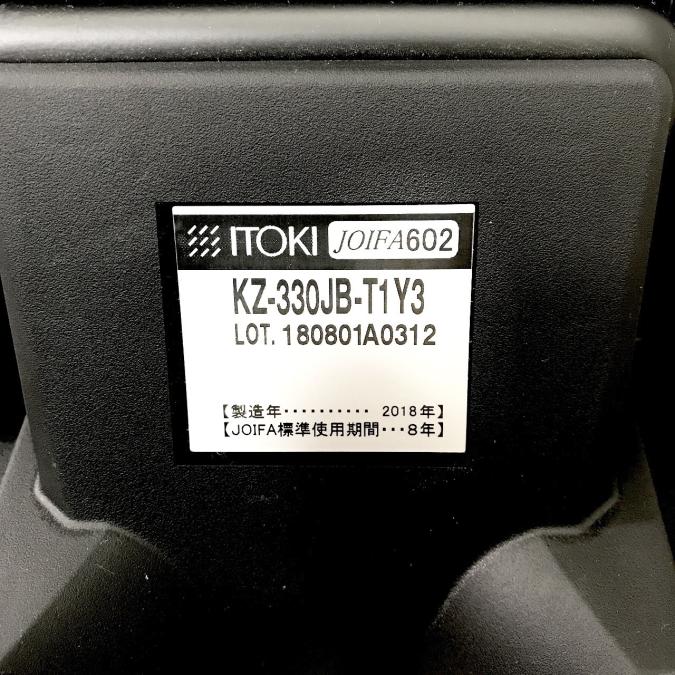 ITOKI JOIFA602
KZ-330JB-T1Y3
LOT. 180801A0312
【製造年・・・・・・・・・・ 2018年】
【JOIFA標準使用期間・・・8年】